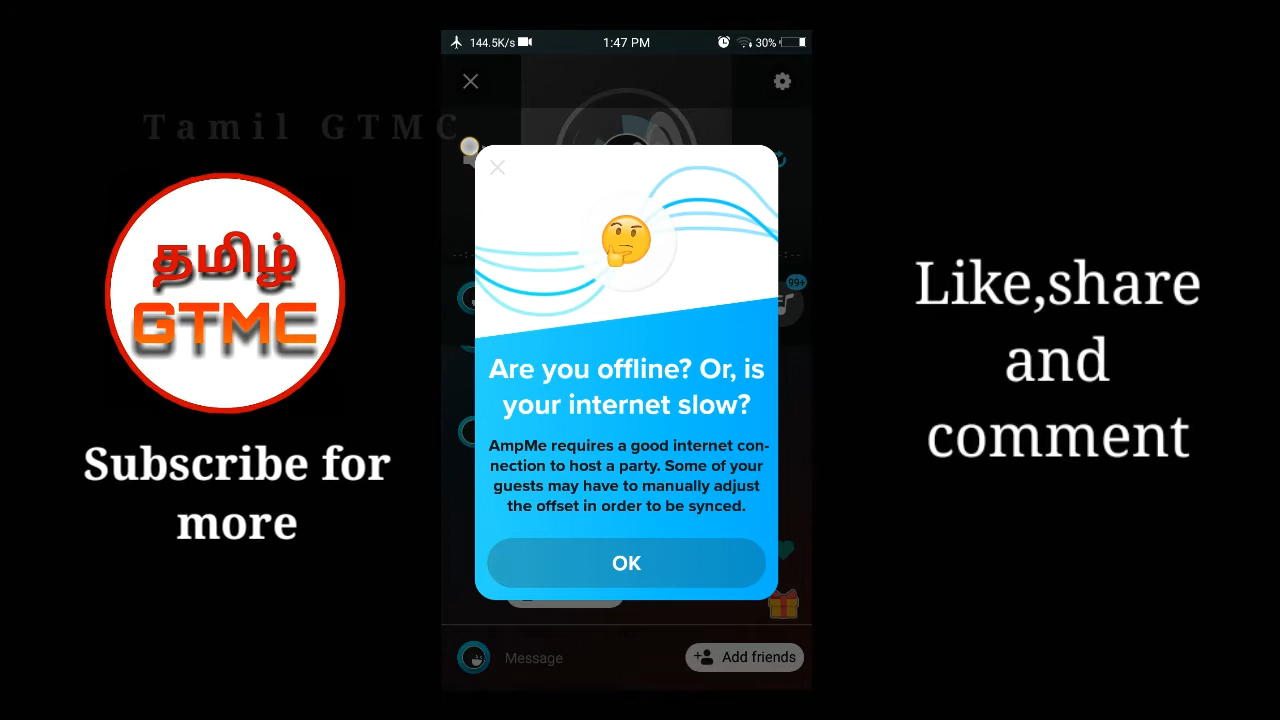 144.5K/s
1:47 PM
30%
Tamil GTMC
தமிழ்
GTMC
Subscribe for
more
99+
Are you offline? Or, is
your internet slow?
AmpMe requires a good internet con-
nection to host a party. Some of your
guests may have to manually adjust
the offset in order to be synced.
OK
Message
Add friends
Like,share
and
comment